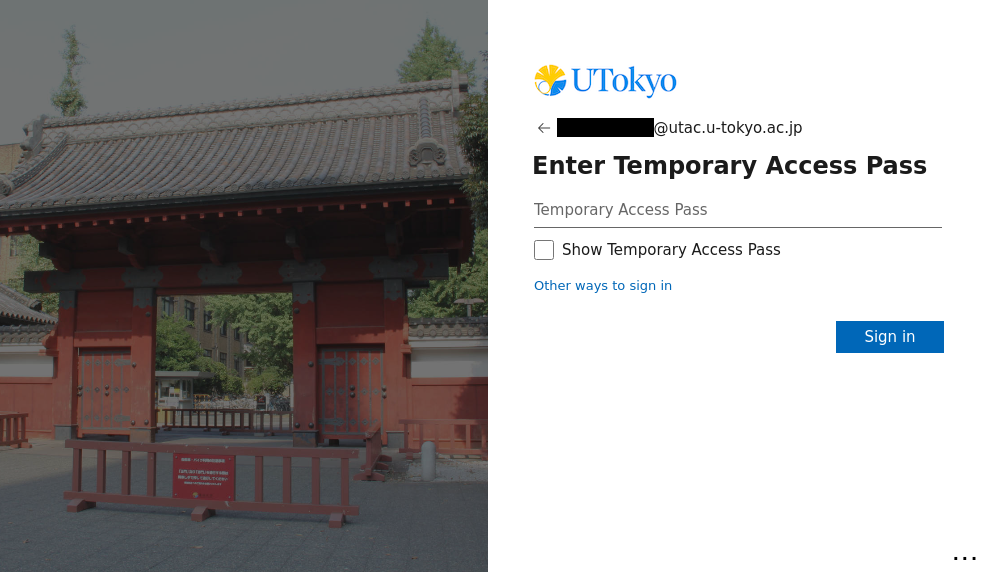 UTokyo
@utac.u-tokyo.ac.jp
Enter Temporary Access Pass
Temporary Access Pass
Show Temporary Access Pass
Other ways to sign in
Sign in